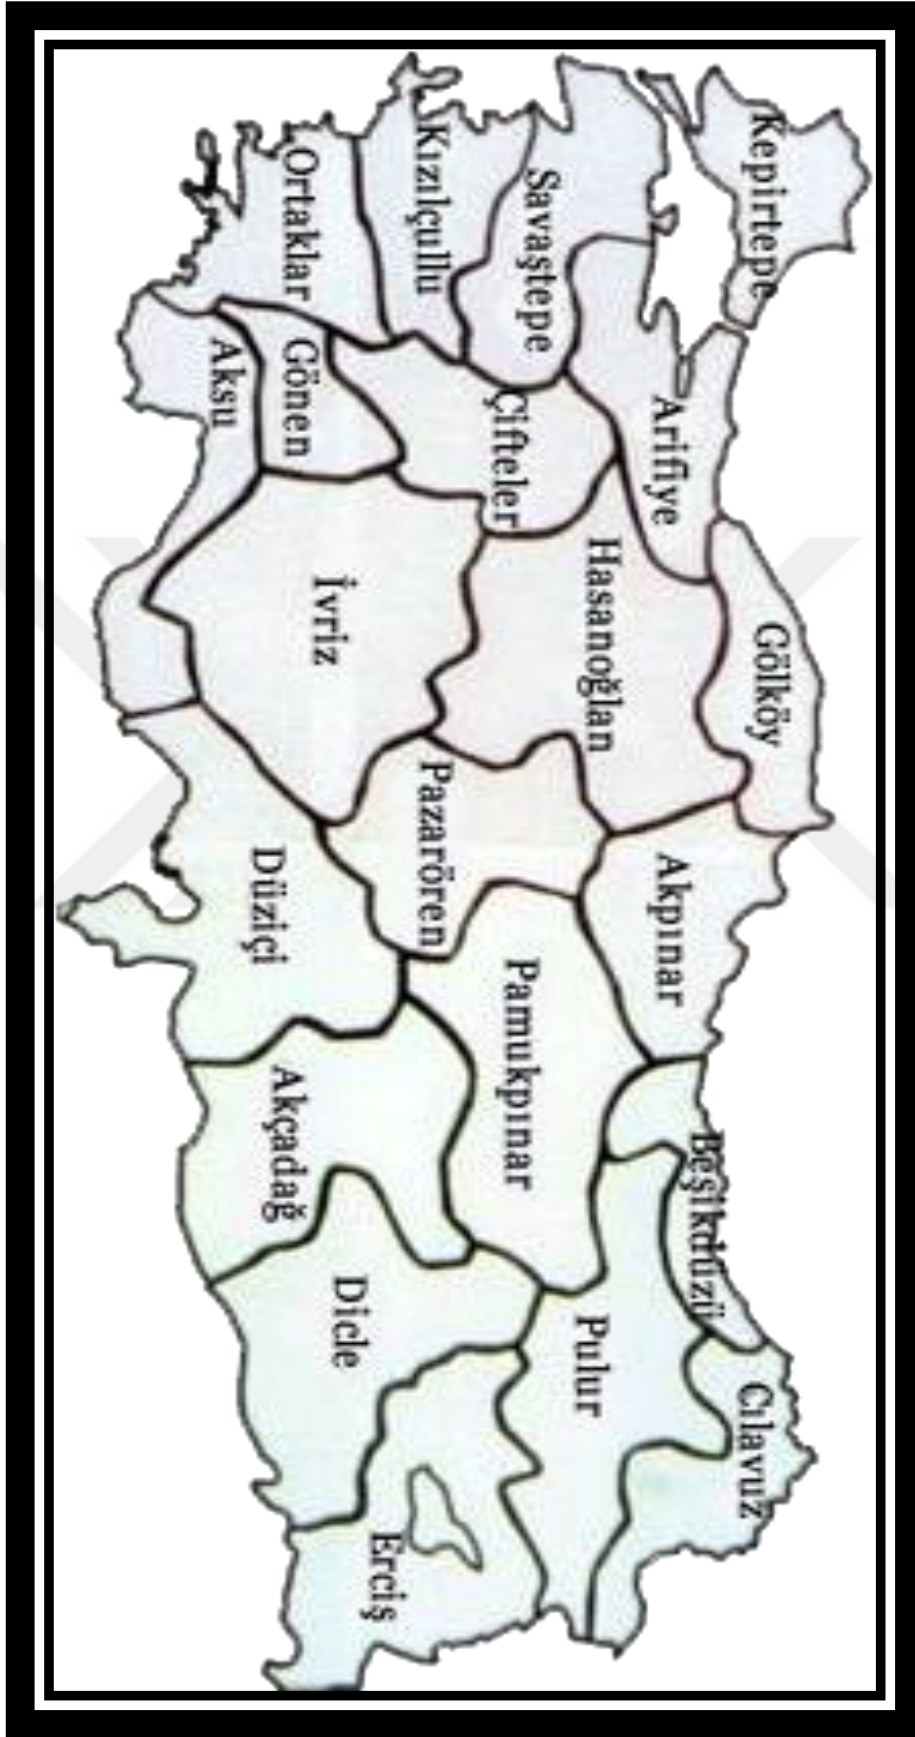 Kepirtepe
Savaştepe
Kızılçullu
Ortaklar
Arifiye
Çifteler
Gönen
Aksu
Gölköy
Hasanoğlan
İvriz
Akpınar
Pazarören
Düziçi
Pamukpınar
Akçadağ
Beşikdüzü
Pulur
Dicle
Cılavuz
Erciş